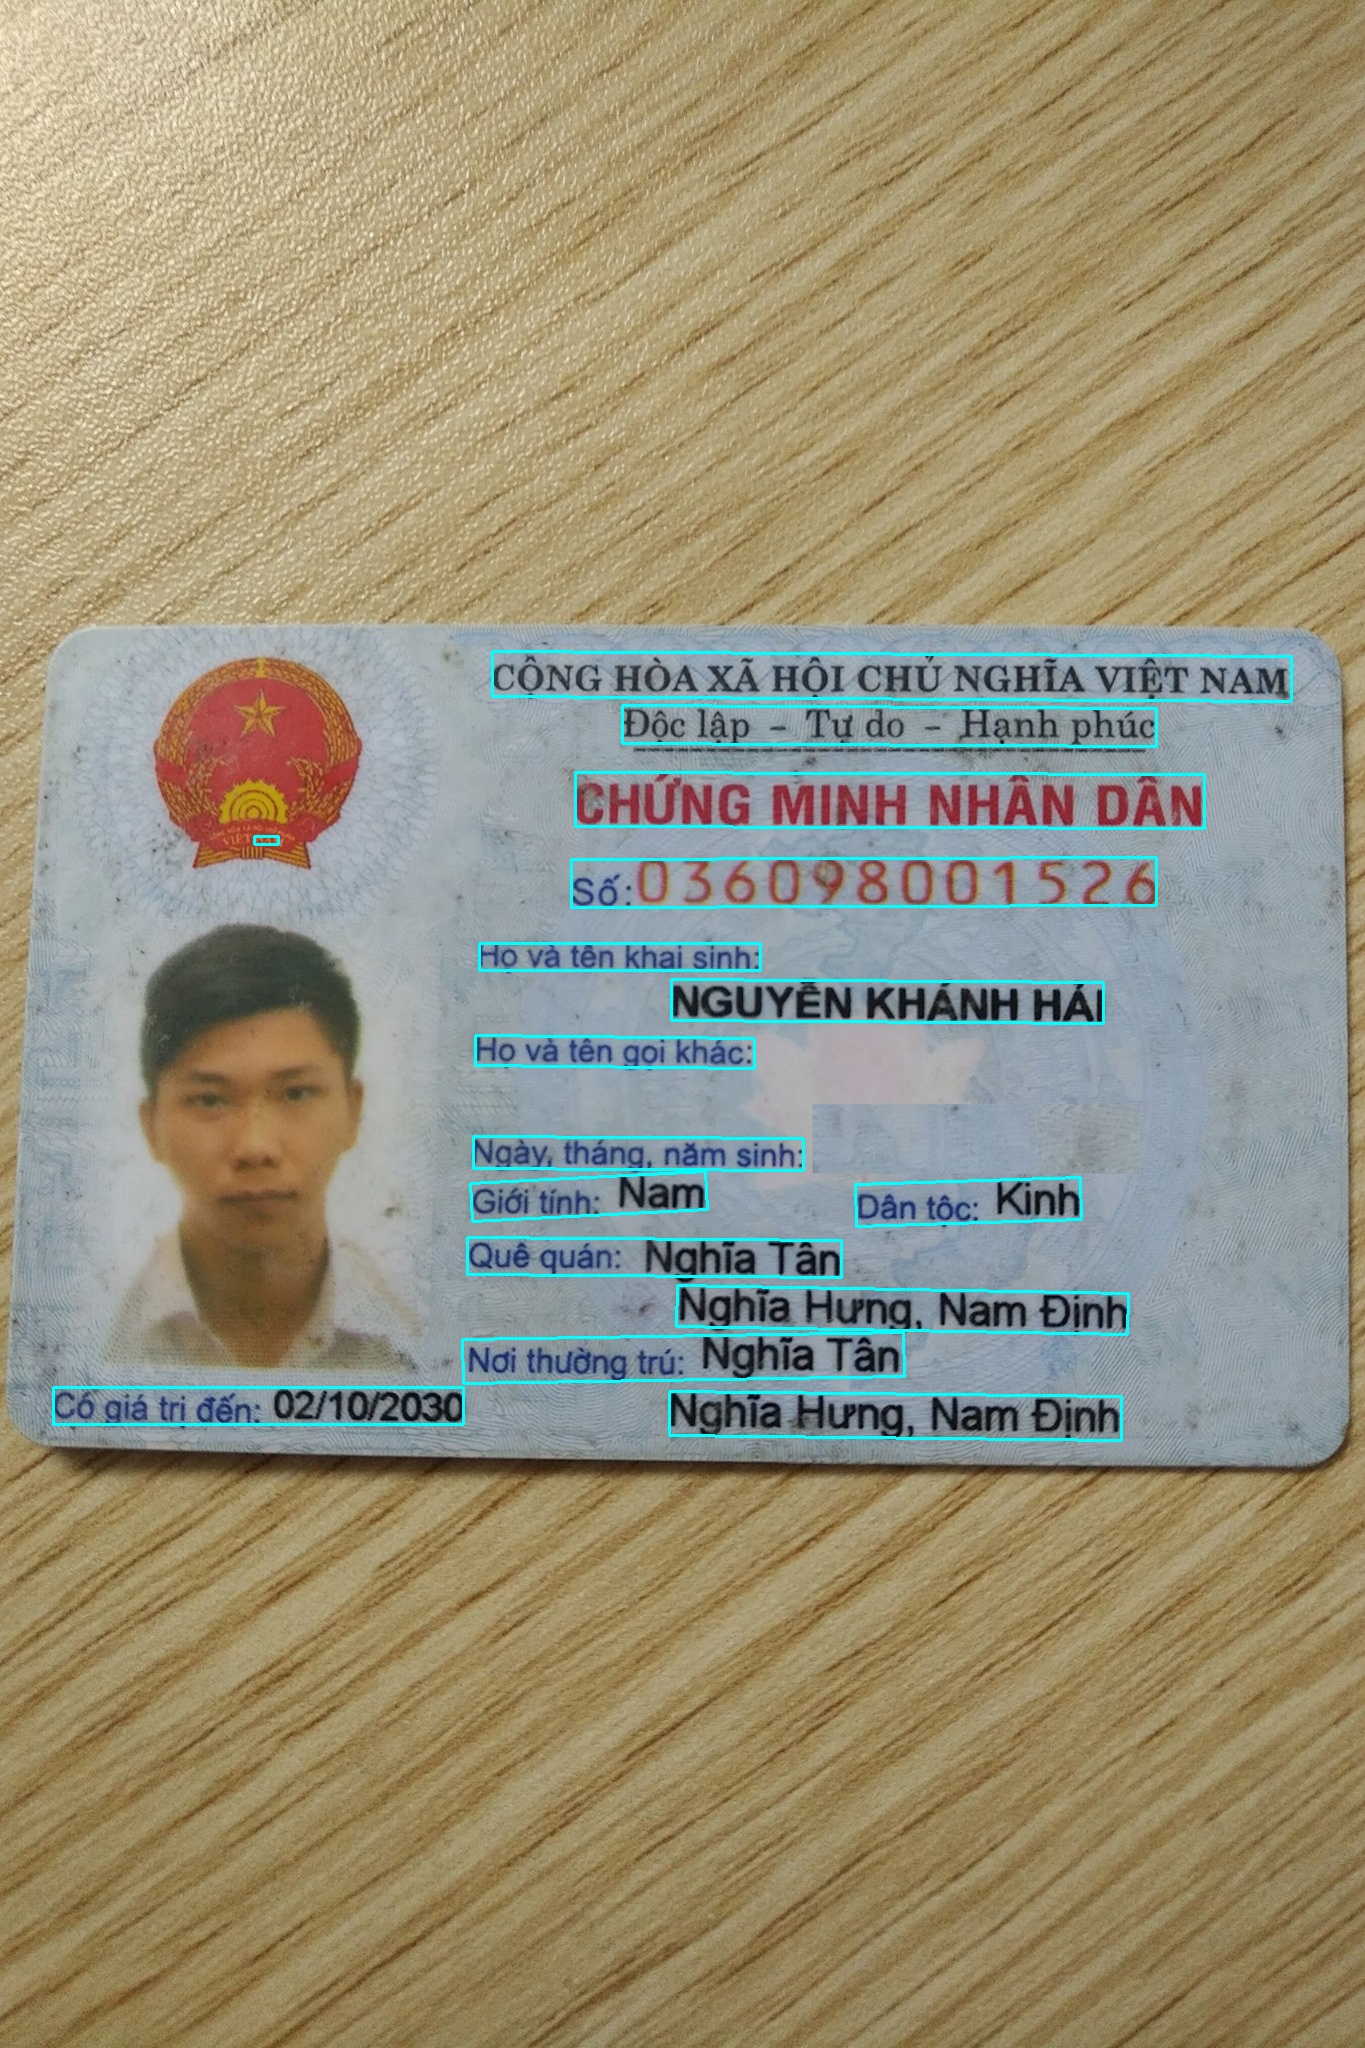 CỘNG HÒA XÃ HỘI CHỦ NGHĨA VIỆT NAM
Độc lập – Tự do – Hạnh phúc
CHỨNG MINH NHÂN DÂN
Số: 036098001526
Họ và tên khai sinh:
NGUYỄN KHÁNH HẢI
Họ và tên gọi khác:
Ngày, tháng, năm sinh:
Giới tính: Nam Dân tộc: Kinh
Quê quán: Nghĩa Tân
Nghĩa Hưng, Nam Định
Nơi thường trú: Nghĩa Tân
Nghĩa Hưng, Nam Định
Có giá trị đến: 02/10/2030